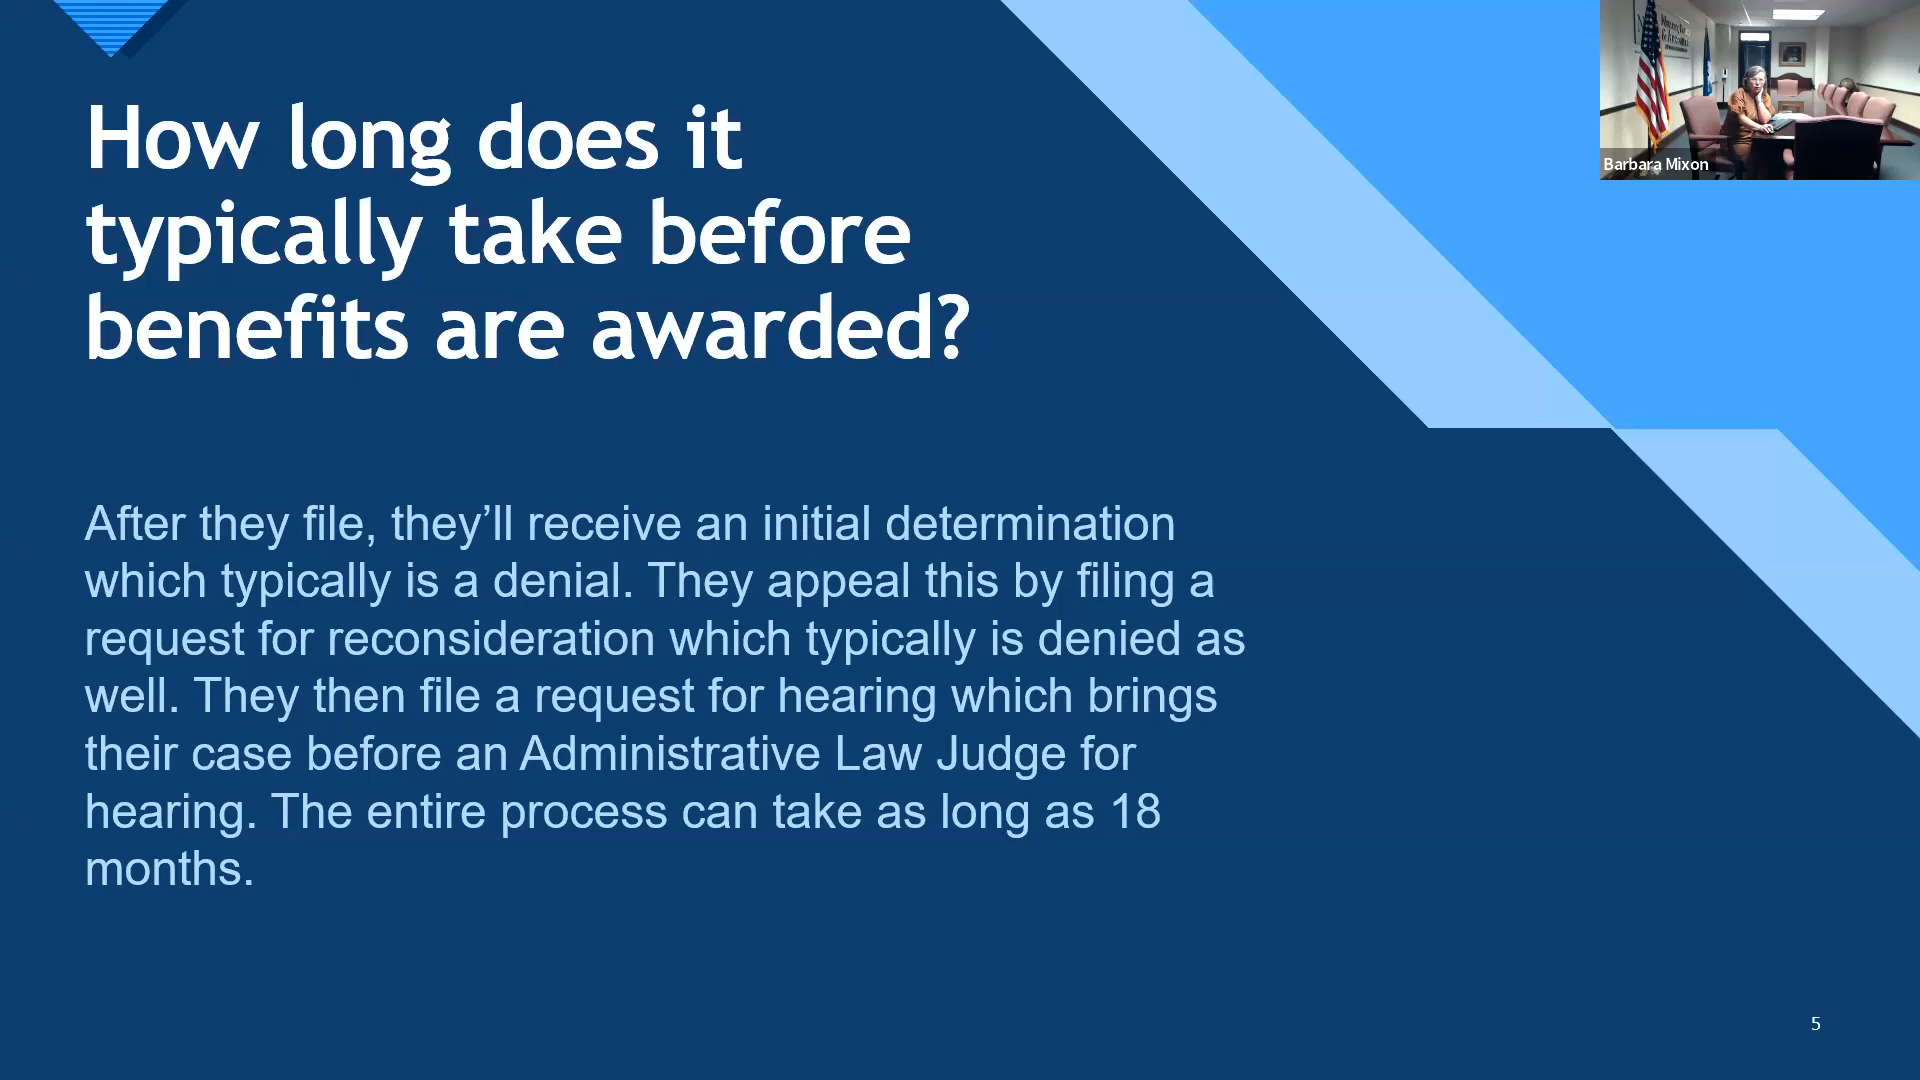 How long does it
typically take before
benefits are awarded?
After they file, they’ll receive an initial determination
which typically is a denial. They appeal this by filing a
request for reconsideration which typically is denied as
well. They then file a request for hearing which brings
their case before an Administrative Law Judge for
hearing. The entire process can take as long as 18
months.
Barbara Mixon
5